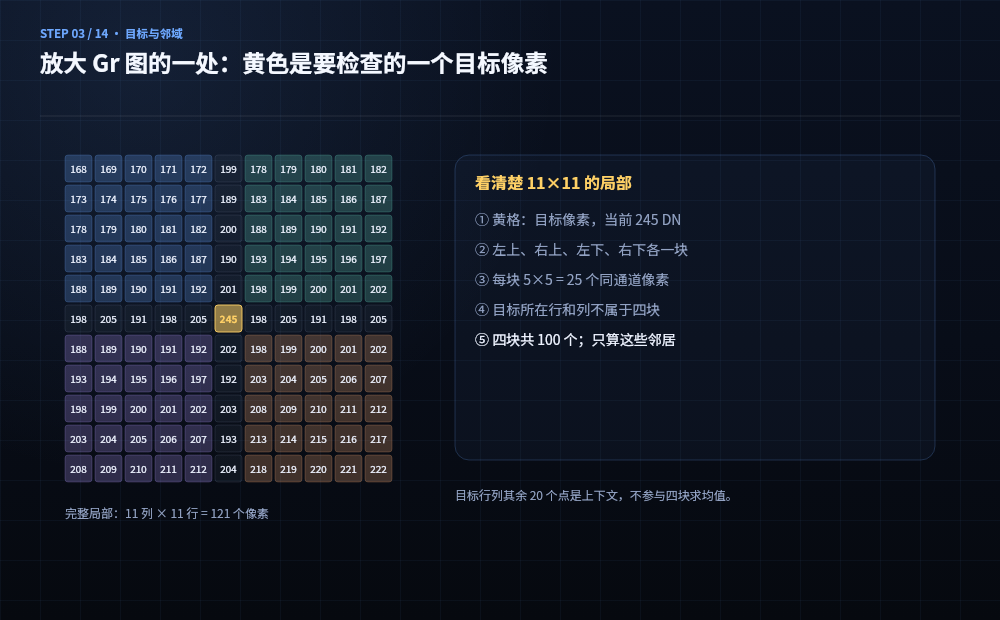 STEP 03 / 14 • 目标与邻域
放大 Gr 图的一处：黄色是要检查的一个目标像素
168 169 170 171 172 199 178 179 180 181 182
173 174 175 176 177 189 183 184 185 186 187
178 179 180 181 182 200 188 189 190 191 192
183 184 185 186 187 190 193 194 195 196 197
188 189 190 191 192 201 198 199 200 201 202
198 205 191 198 205 245 198 205 191 198 205
188 189 190 191 192 202 198 199 200 201 202
193 194 195 196 197 192 203 204 205 206 207
198 199 200 201 202 203 208 209 210 211 212
203 204 205 206 207 193 213 214 215 216 217
208 209 210 211 212 204 218 219 220 221 222
完整局部：11 列 × 11 行 = 121 个像素
看清楚 11×11 的局部
① 黄格：目标像素，当前 245 DN
② 左上、右上、左下、右下各一块
③ 每块 5×5 = 25 个同通道像素
④ 目标所在行和列不属于四块
⑤ 四块共 100 个；只算这些邻居
目标行列其余 20 个点是上下文，不参与四块求均值。